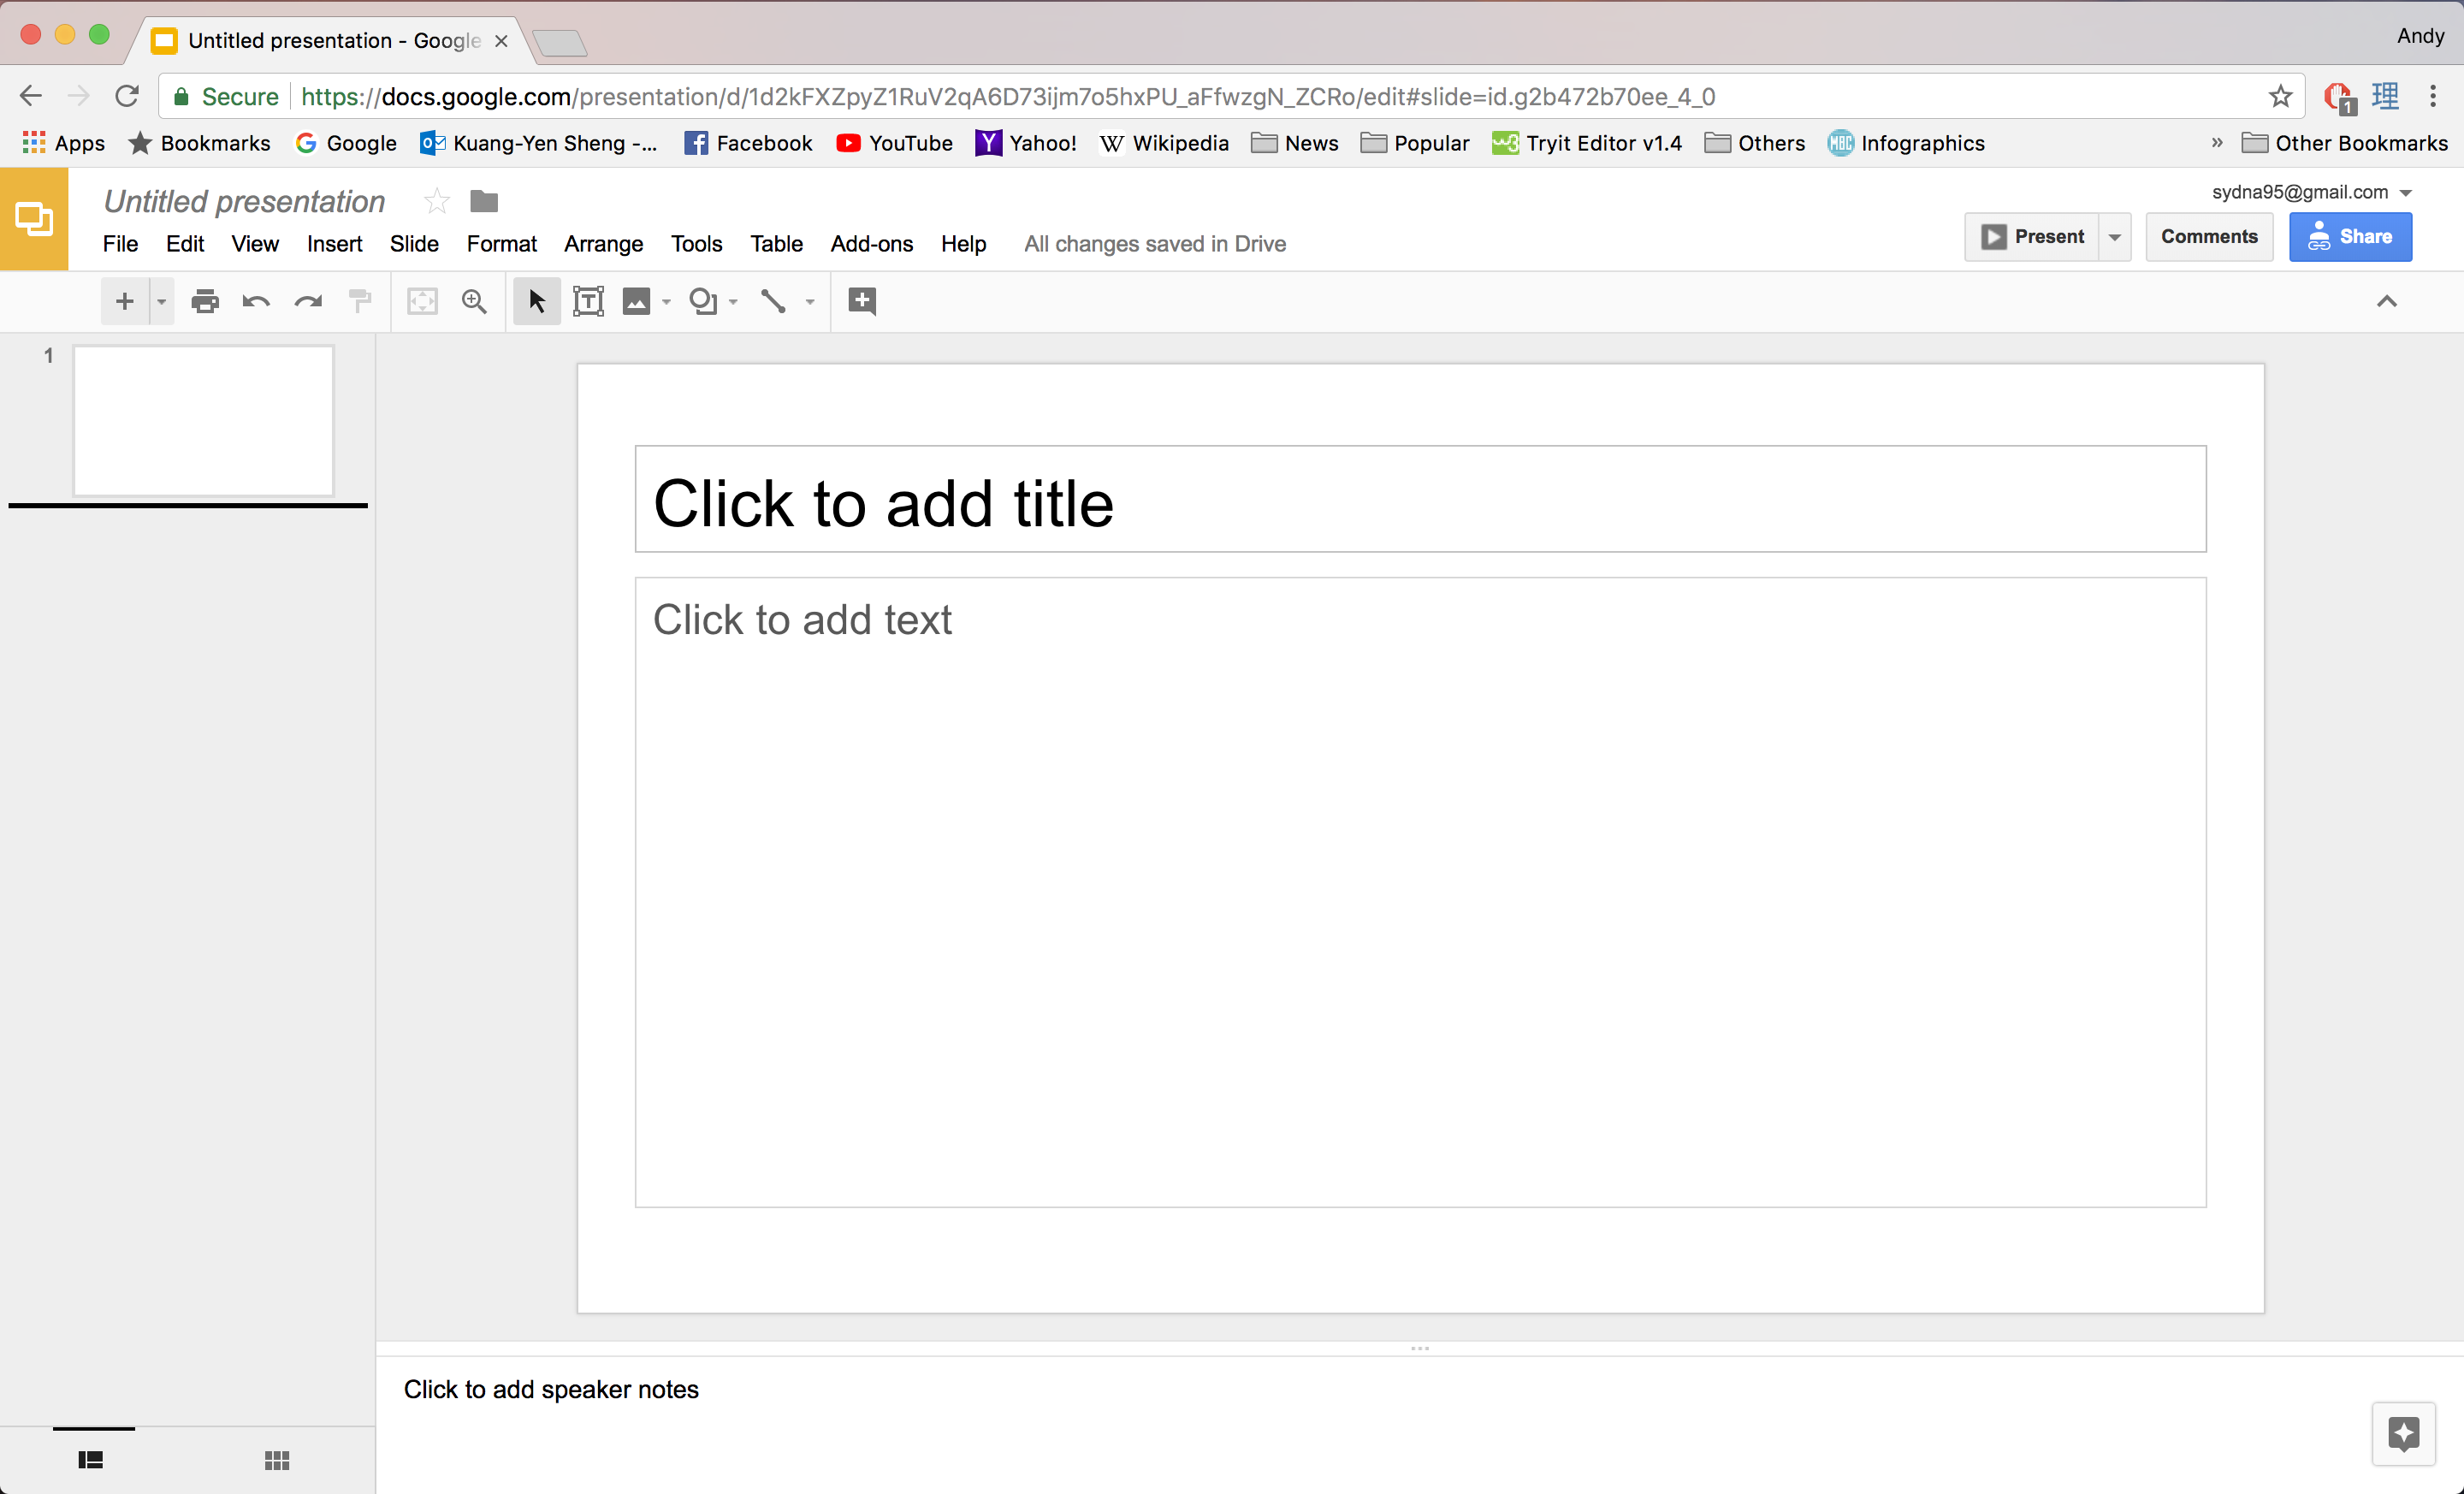 Untitled presentation - Google
Andy
Secure https://docs.google.com/presentation/d/1d2kFXZpyZ1RuV2qA6D73ijm7o5hxPU_aFfwzgN_ZCRo/edit#slide=id.g2b472b70ee_4_0
1
理
Apps Bookmarks Google Kuang-Yen Sheng -... Facebook YouTube Yahoo! Wikipedia News Popular Tryit Editor v1.4 Others Infographics » Other Bookmarks
Untitled presentation
sydna95@gmail.com
File Edit View Insert Slide Format Arrange Tools Table Add-ons Help All changes saved in Drive
Present Comments Share
1
Click to add title
Click to add text
Click to add speaker notes